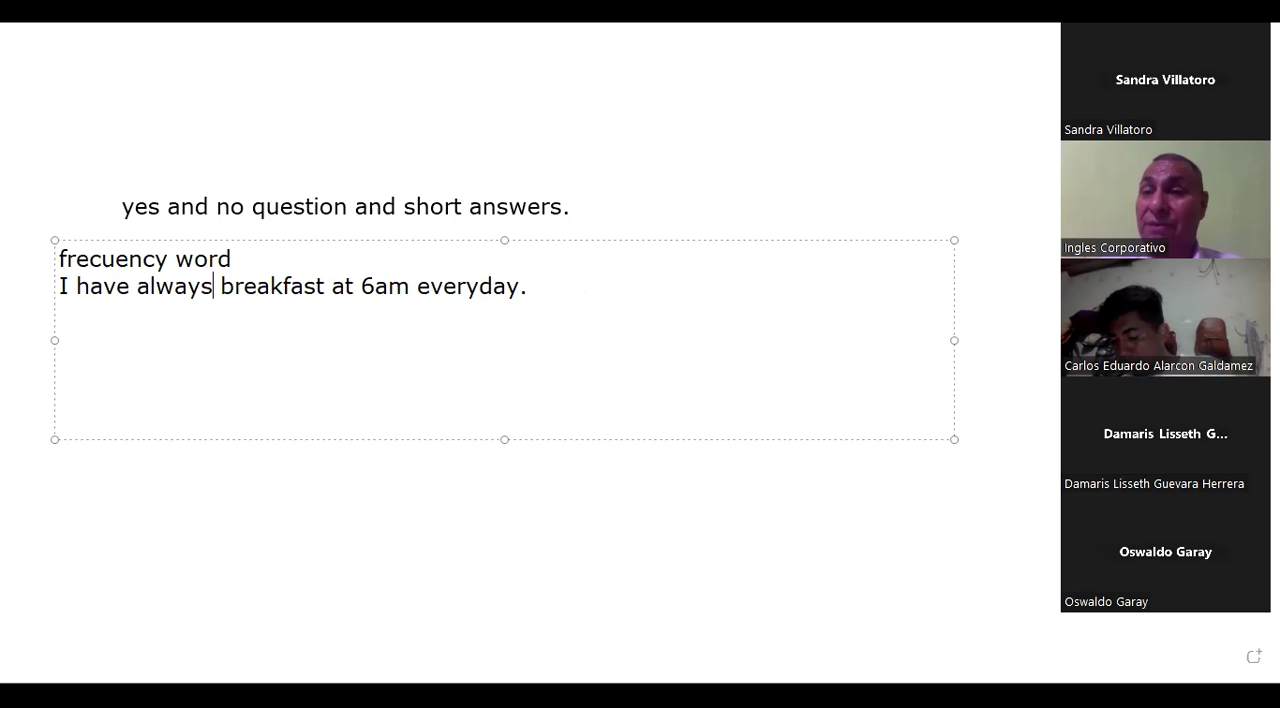 yes and no question and short answers.
frecuency word
I have always breakfast at 6am everyday.
Sandra Villatoro
Sandra Villatoro
Ingles Corporativo
Carlos Eduardo Alarcon Galdamez
Damaris Lisseth G...
Damaris Lisseth Guevara Herrera
Oswaldo Garay
Oswaldo Garay